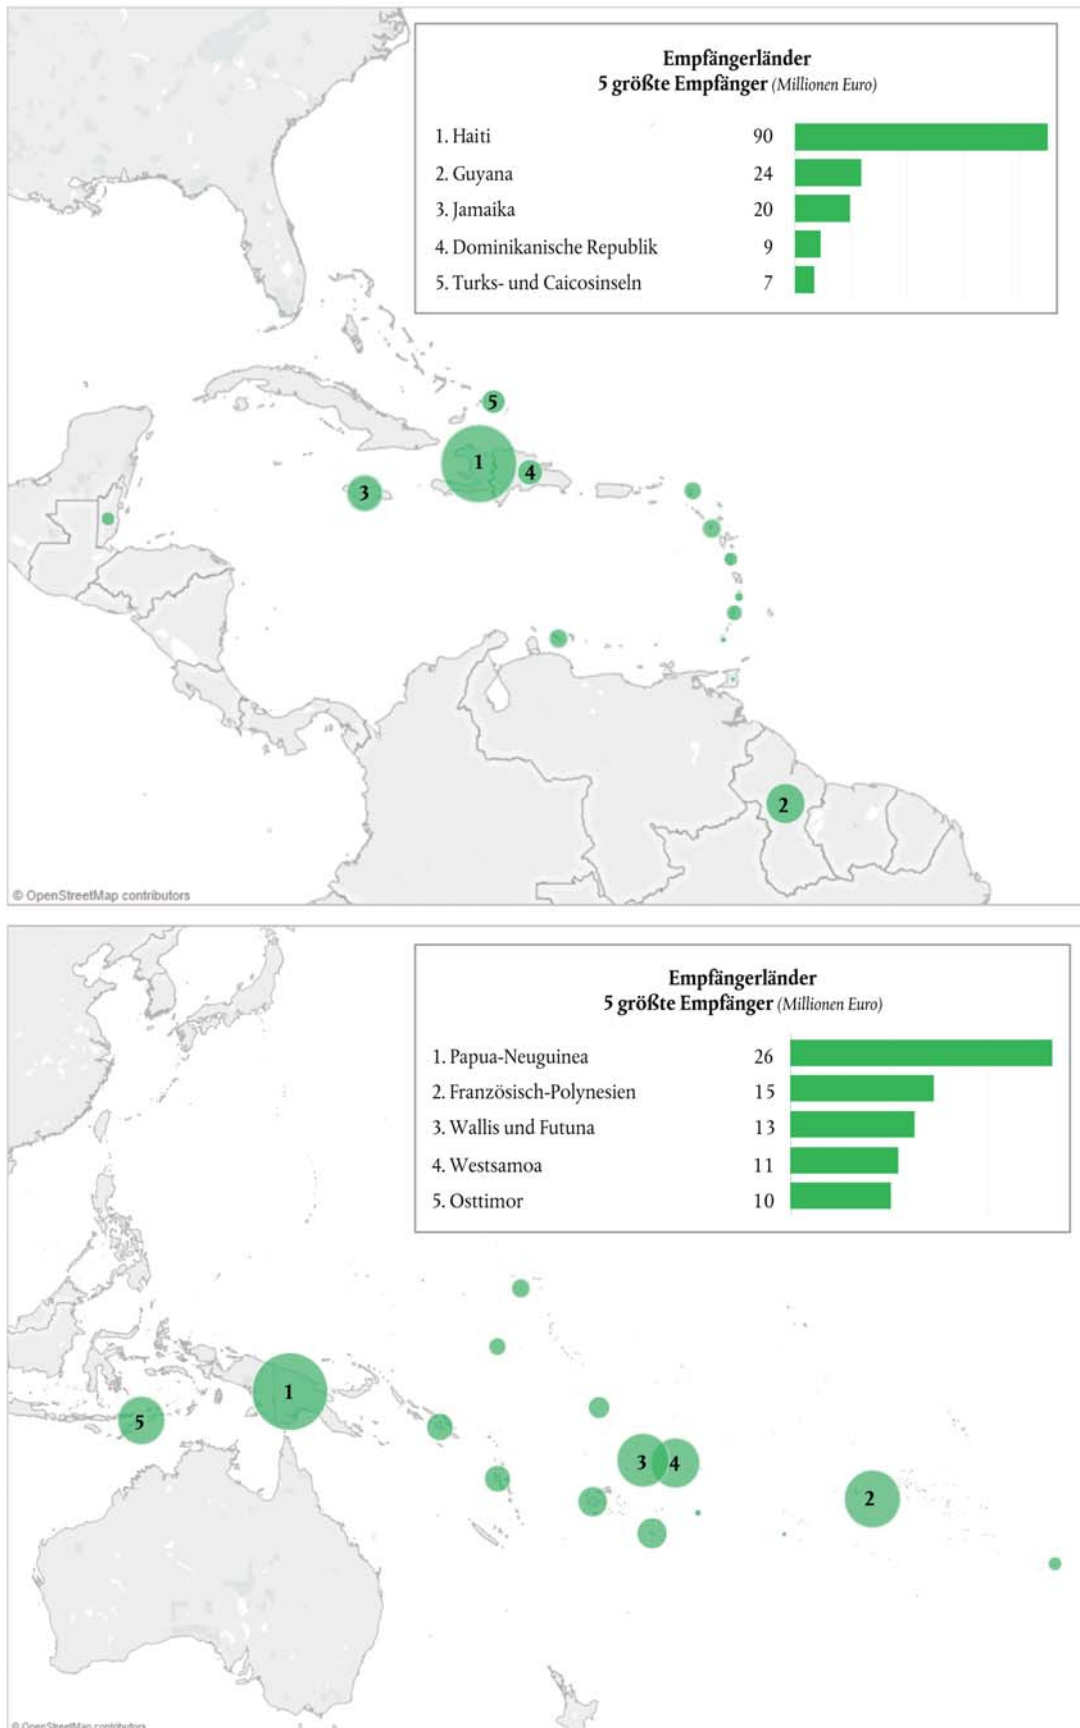 Empfängerländer
5 größte Empfänger (Millionen Euro)
1. Haiti 90
2. Guyana 24
3. Jamaika 20
4. Dominikanische Republik 9
5. Turks- und Caicosinseln 7
5
1
4
3
2
© OpenStreetMap contributors
Empfängerländer
5 größte Empfänger (Millionen Euro)
1. Papua-Neuguinea 26
2. Französisch-Polynesien 15
3. Wallis und Futuna 13
4. Westsamoa 11
5. Osttimor 10
1
5
3 4
2
© OpenStreetMap contributors